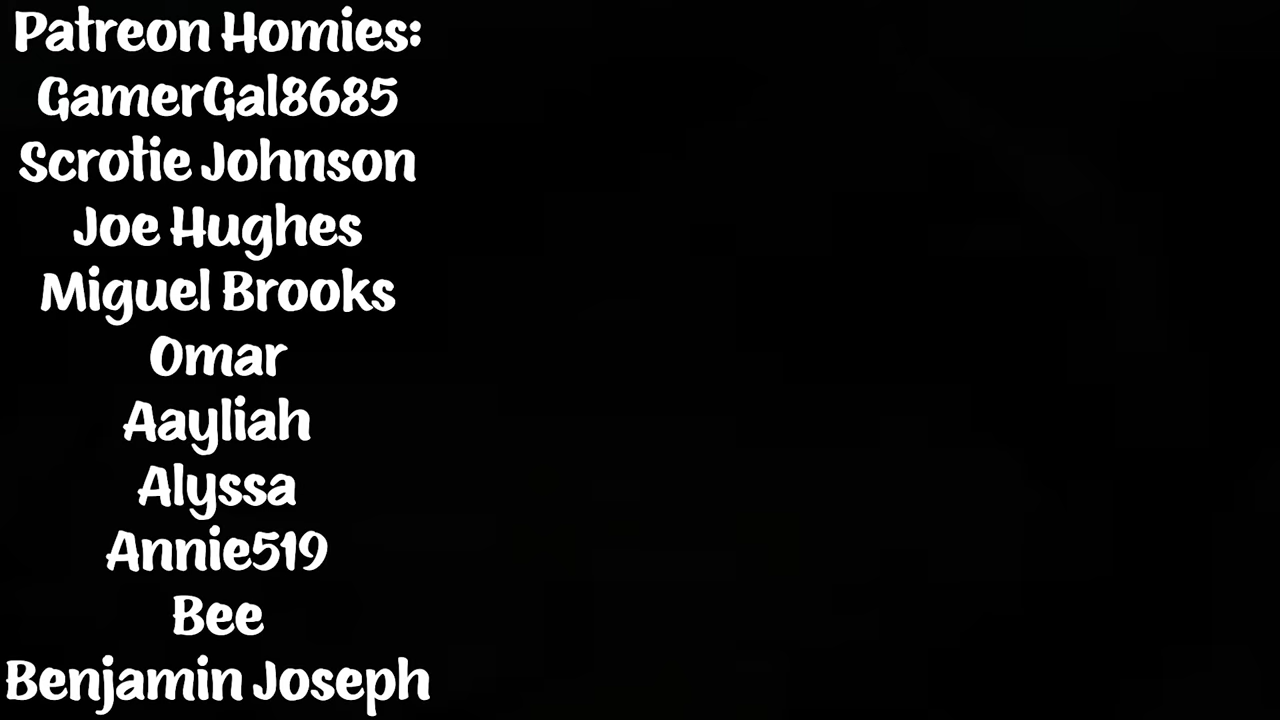 Patreon Homies:
GamerGal8685
Scrotie Johnson
Joe Hughes
Miguel Brooks
Omar
Aayliah
Alyssa
Annie519
Bee
Benjamin Joseph